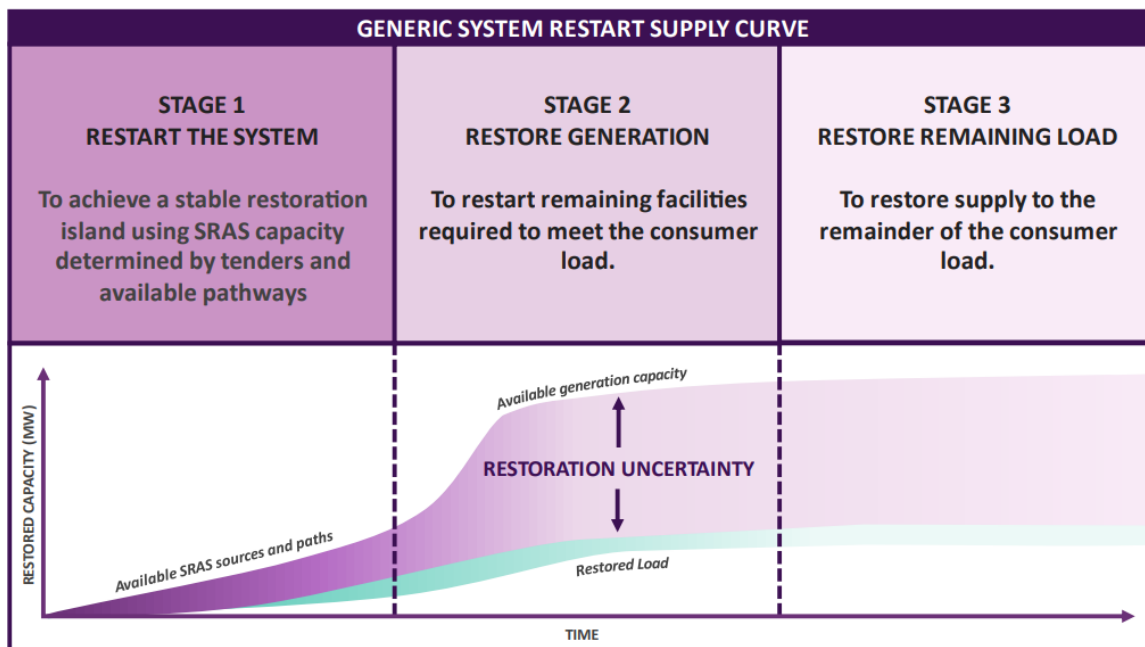 GENERIC SYSTEM RESTART SUPPLY CURVE
STAGE 1
RESTART THE SYSTEM
To achieve a stable restoration
island using SRAS capacity
determined by tenders and
available pathways
STAGE 2
RESTORE GENERATION
To restart remaining facilities
required to meet the consumer
load.
STAGE 3
RESTORE REMAINING LOAD
To restore supply to the
remainder of the consumer
load.
RESTORED CAPACITY (MW)
Available SRAS sources and paths
Available generation capacity
RESTORATION UNCERTAINTY
Restored Load
TIME